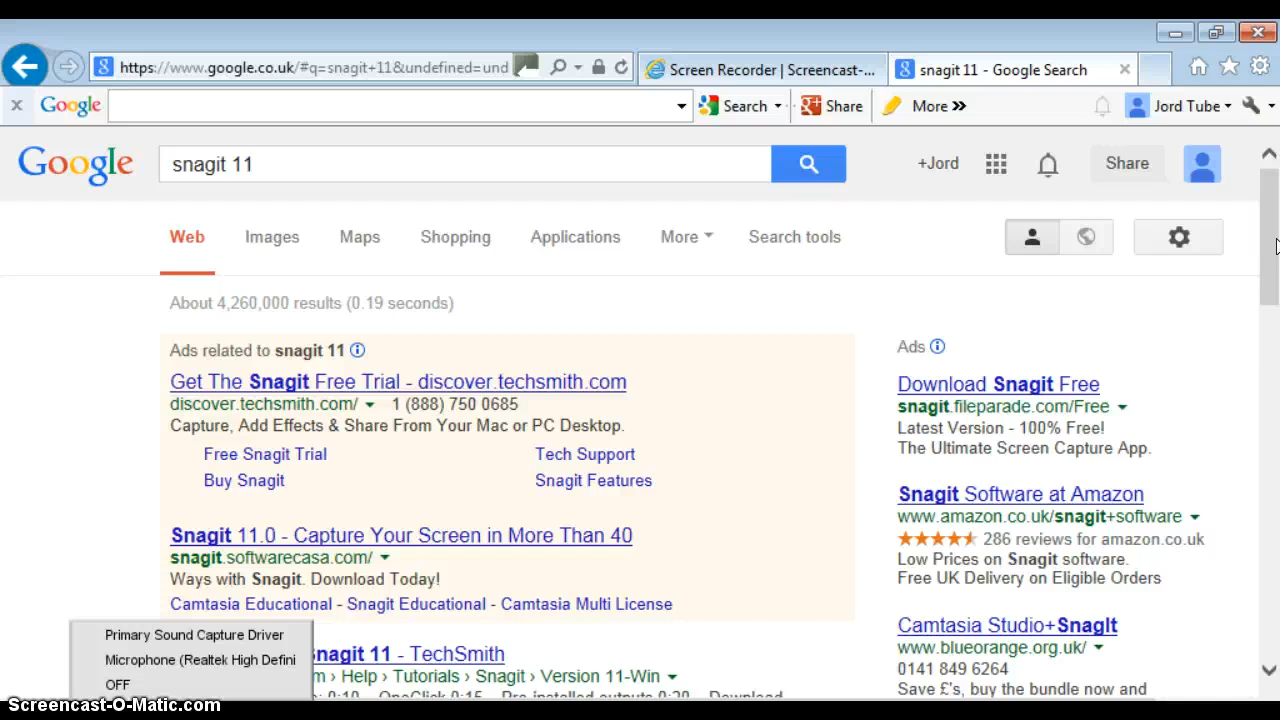 https://www.google.co.uk/#q=snagit+11&undefined=und
Screen Recorder | Screencast-...
snagit 11 - Google Search
Google
Search
Share
More »
Jord Tube
Google
snagit 11
+Jord
Share
Web
Images
Maps
Shopping
Applications
More
Search tools
About 4,260,000 results (0.19 seconds)
Ads related to snagit 11
Get The Snagit Free Trial - discover.techsmith.com
discover.techsmith.com/ 1 (888) 750 0685
Capture, Add Effects & Share From Your Mac or PC Desktop.
Free Snagit Trial
Tech Support
Buy Snagit
Snagit Features
Snagit 11.0 - Capture Your Screen in More Than 40
snagit.softwarecasa.com/
Ways with Snagit. Download Today!
Camtasia Educational - Snagit Educational - Camtasia Multi License
nagit 11 - TechSmith
m › Help › Tutorials › Snagit › Version 11-Win
Ads
Download Snagit Free
snagit.fileparade.com/Free
Latest Version - 100% Free!
The Ultimate Screen Capture App.
Snagit Software at Amazon
www.amazon.co.uk/snagit+software
286 reviews for amazon.co.uk
Low Prices on Snagit software.
Free UK Delivery on Eligible Orders
Camtasia Studio+SnagIt
www.blueorange.org.uk/
0141 849 6264
Save £'s, buy the bundle now and
Primary Sound Capture Driver
Microphone (Realtek High Defini
OFF
Screencast-O-Matic.com